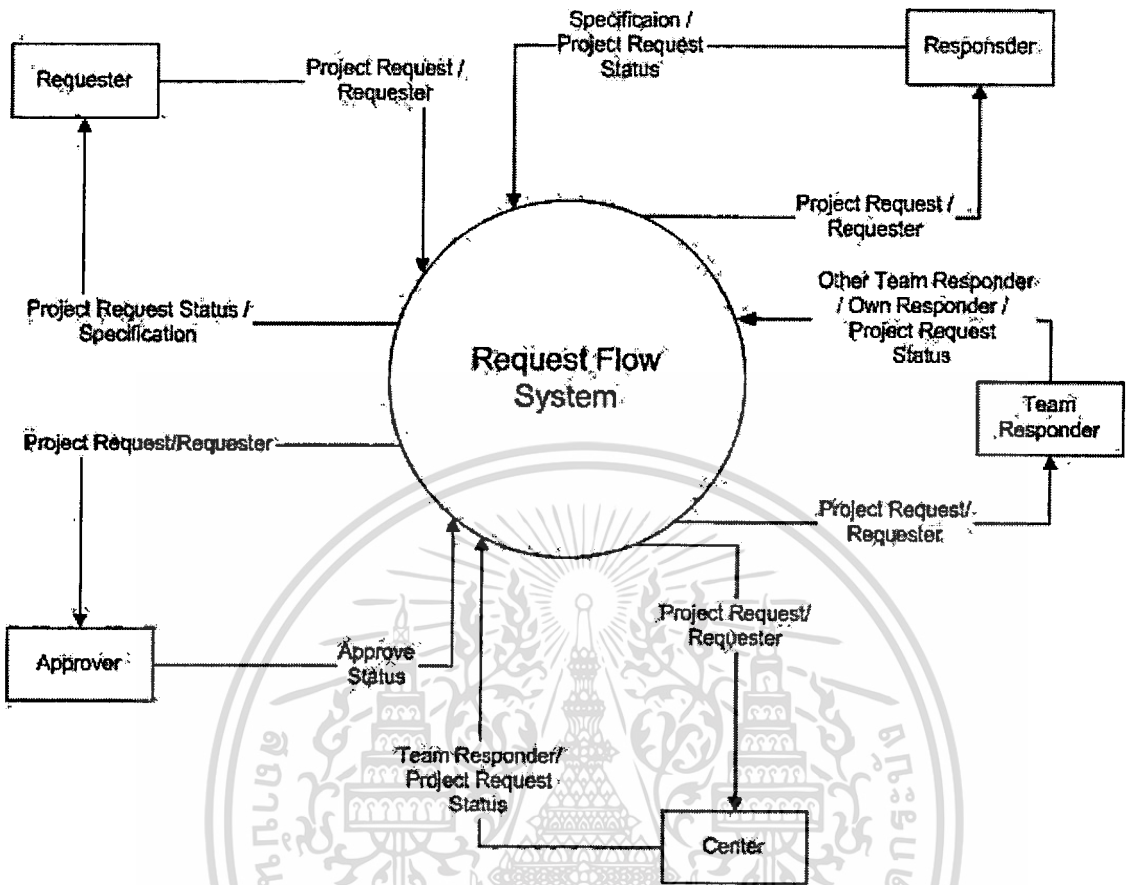 Specificaion /
Project Request
Status
Responsder
Requester
Project Request /
Requester
Project Request /
Requester
Other Team Responder
/ Own Responder /
Project Request
Status
Project Request Status /
Specification
Request Flow
System
Team
Responder
Project Request/Requester
Project Request/
Requester
Project Request/
Requester
Approver
Approve
Status
Team Responder/
Project Request
Status
Center